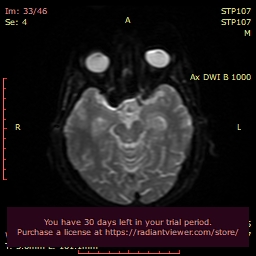 Im: 33/46
Se: 4
STP107
STP107
M
A
Ax DWI B 1000
R
L
You have 30 days left in your trial period.
Purchase a license at https://radiantviewer.com/store/